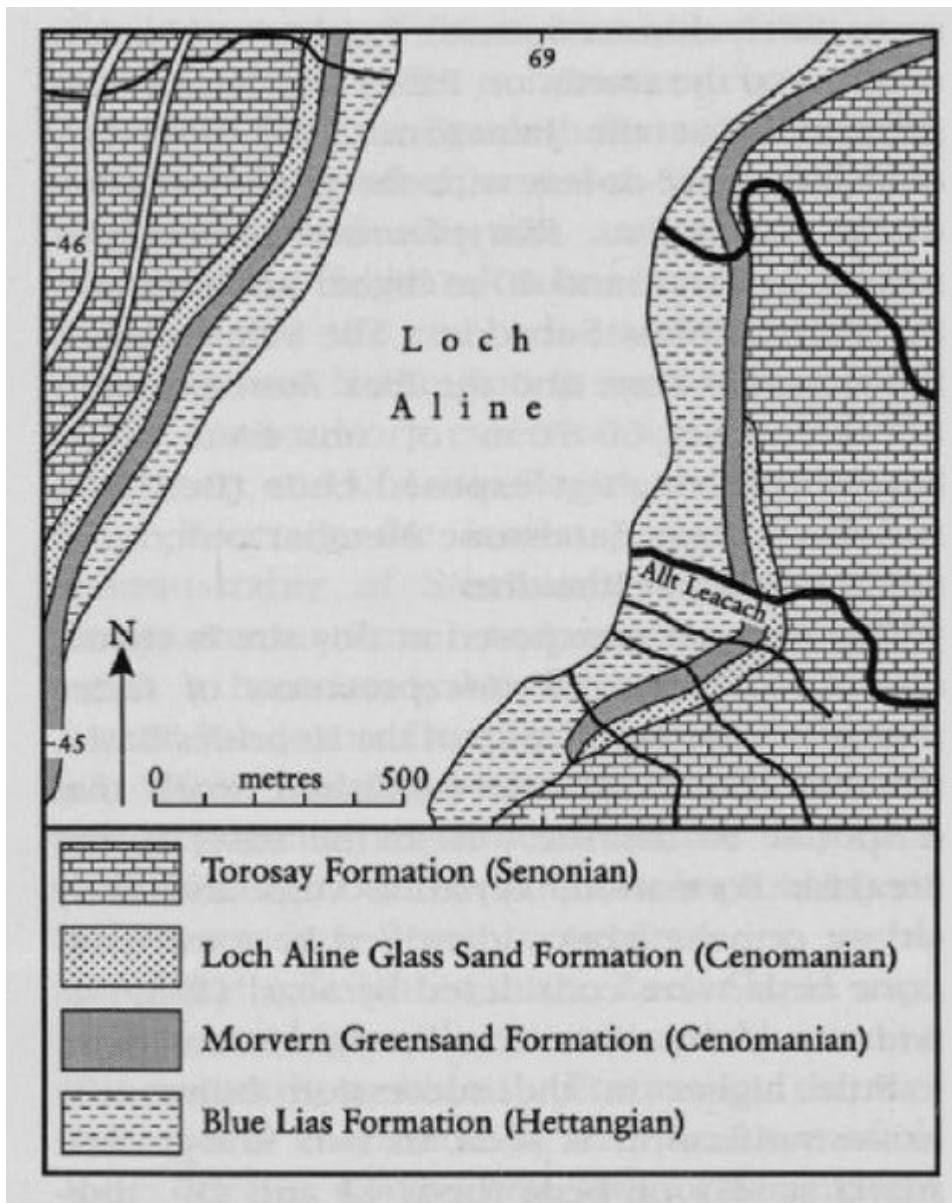 69
46
Loch
Aline
Allt Leacach
N
45
0 metres 500
Torosay Formation (Senonian)
Loch Aline Glass Sand Formation (Cenomanian)
Morvern Greensand Formation (Cenomanian)
Blue Lias Formation (Hettangian)